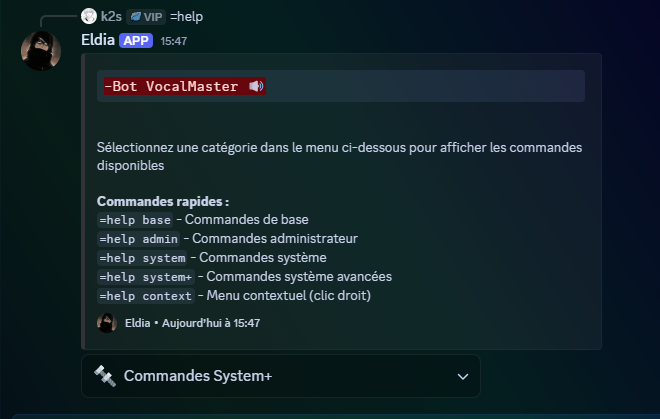 k2s VIP =help
Eldia APP 15:47
-Bot VocalMaster 🔊
Sélectionnez une catégorie dans le menu ci-dessous pour afficher les commandes
disponibles
Commandes rapides :
=help base - Commandes de base
=help admin - Commandes administrateur
=help system - Commandes système
=help system+ - Commandes système avancées
=help context - Menu contextuel (clic droit)
Eldia • Aujourd'hui à 15:47
Commandes System+